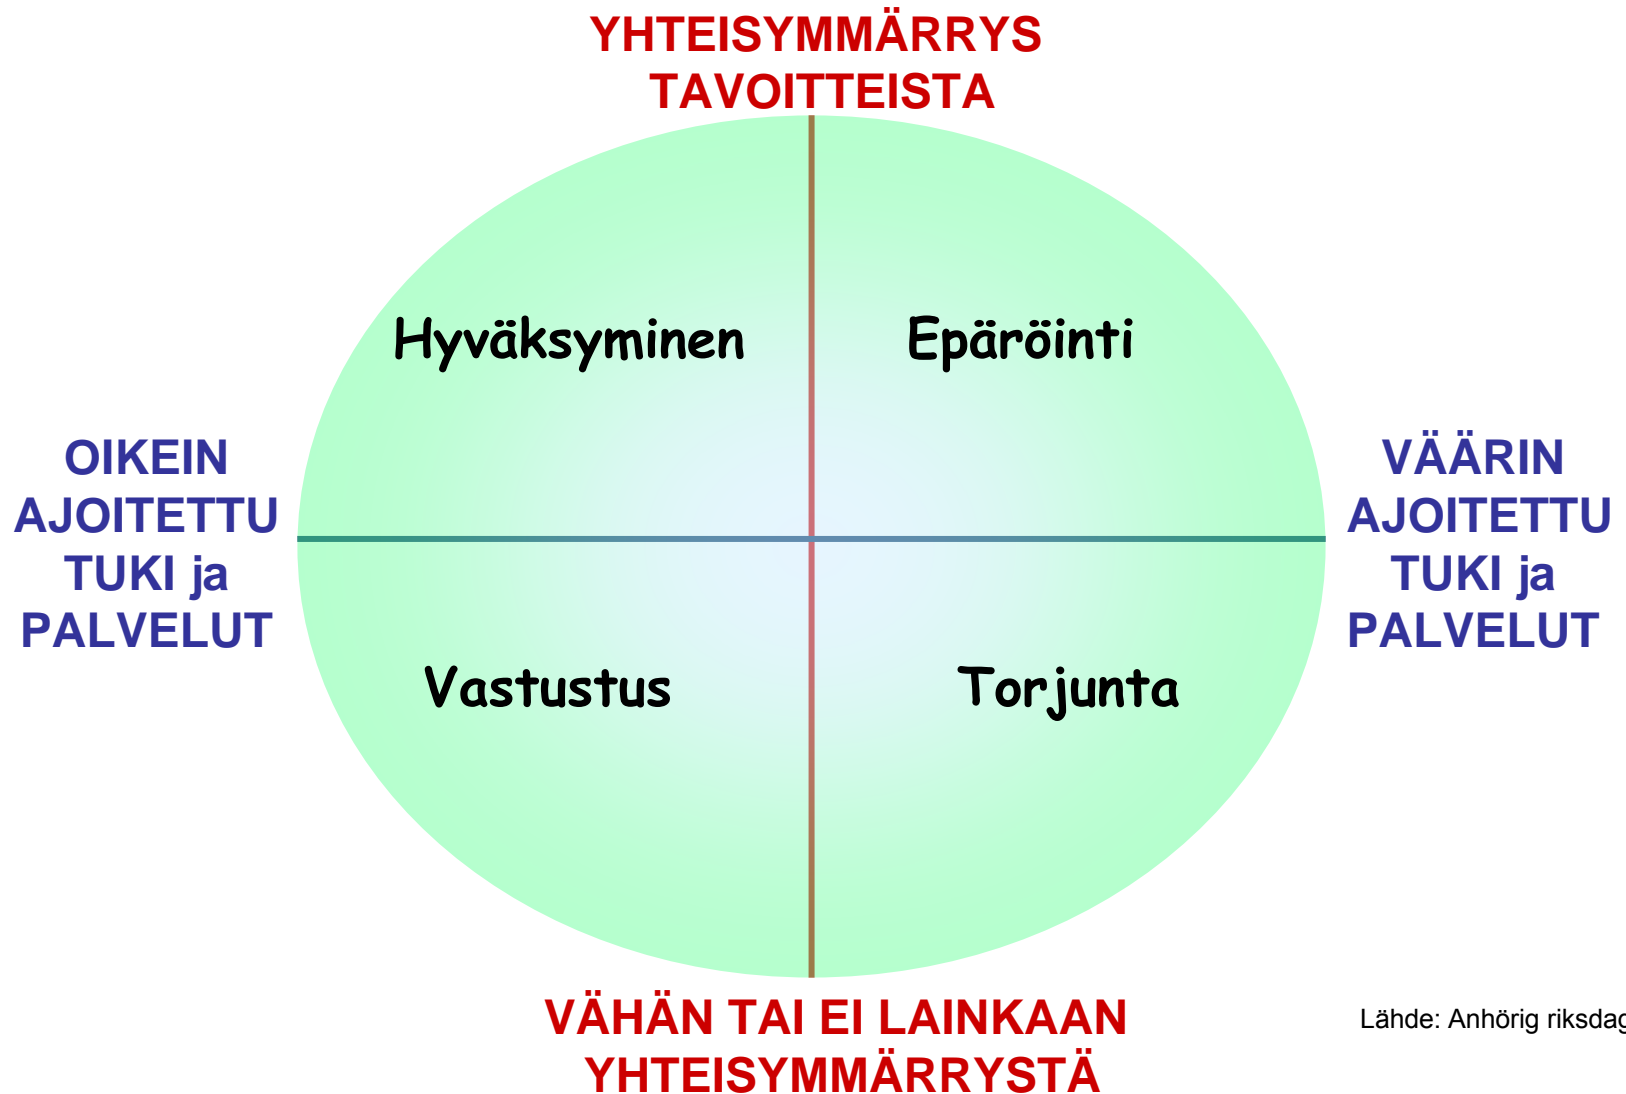 YHTEISYMMÄRRYS
TAVOITTEISTA
Hyväksyminen
Epäröinti
OIKEIN
AJOITETTU
TUKI ja
PALVELUT
VÄÄRIN
AJOITETTU
TUKI ja
PALVELUT
Vastustus
Torjunta
VÄHÄN TAI EI LAINKAAN
YHTEISYMMÄRRYSTÄ
Lähde: Anhörig riksdag